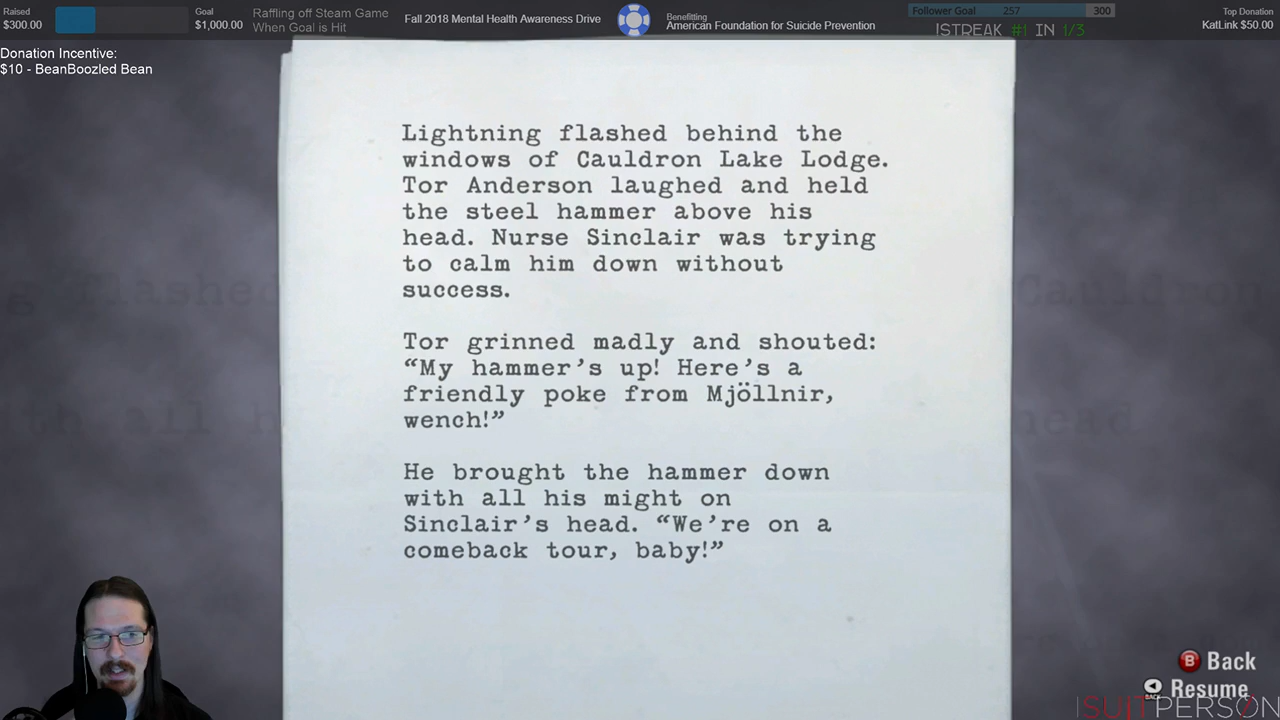 Raised
$300.00
Goal
$1,000.00
Raffling off Steam Game
When Goal is Hit
Fall 2018 Mental Health Awareness Drive
Benefitting
American Foundation for Suicide Prevention
Follower Goal 257 300
!STREAK #1 IN 1/3
Top Donation
KatLink $50.00
Donation Incentive:
$10 - BeanBoozled Bean
Lightning flashed behind the
windows of Cauldron Lake Lodge.
Tor Anderson laughed and held
the steel hammer above his
head. Nurse Sinclair was trying
to calm him down without
success.
Tor grinned madly and shouted:
“My hammer’s up! Here’s a
friendly poke from Mjöllnir,
wench!”
He brought the hammer down
with all his might on
Sinclair’s head. “We’re on a
comeback tour, baby!”
B Back
BACK Resume
ISUITPERSON